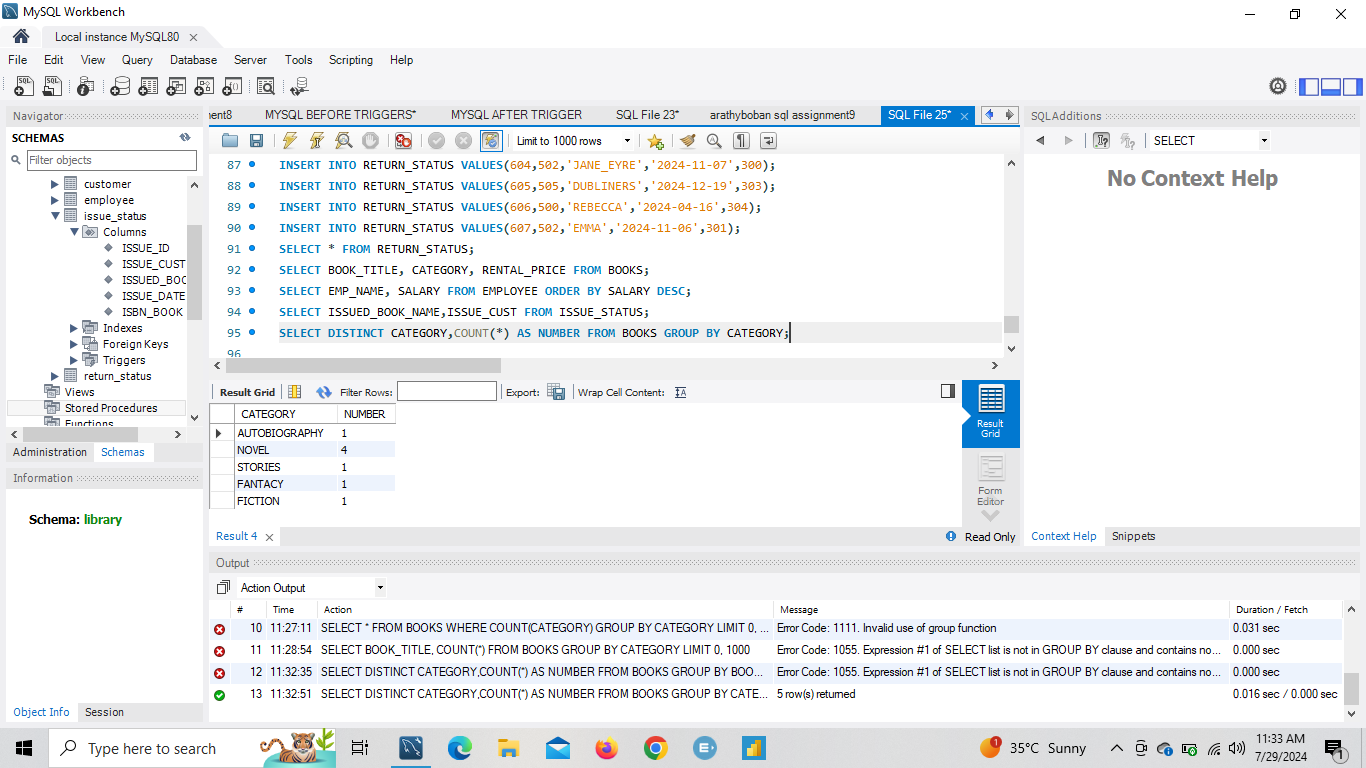 MySQL Workbench
Local instance MySQL80
File Edit View Query Database Server Tools Scripting Help
Navigator
SCHEMAS
Filter objects
customer
employee
issue_status
Columns
ISSUE_ID
ISSUE_CUST
ISSUED_BOO
ISSUE_DATE
ISBN_BOOK
Indexes
Foreign Keys
Triggers
return_status
Views
Stored Procedures
Functions
Administration Schemas
Information
Schema: library
Object Info Session
ment8 MYSQL BEFORE TRIGGERS* MYSQL AFTER TRIGGER SQL File 23* arathyboban sql assignment9 SQL File 25*
Limit to 1000 rows
87 INSERT INTO RETURN_STATUS VALUES(604,502,'JANE_EYRE','2024-11-07',300);
88 INSERT INTO RETURN_STATUS VALUES(605,505,'DUBLINERS','2024-12-19',303);
89 INSERT INTO RETURN_STATUS VALUES(606,500,'REBECCA','2024-04-16',304);
90 INSERT INTO RETURN_STATUS VALUES(607,502,'EMMA','2024-11-06',301);
91 SELECT * FROM RETURN_STATUS;
92 SELECT BOOK_TITLE, CATEGORY, RENTAL_PRICE FROM BOOKS;
93 SELECT EMP_NAME, SALARY FROM EMPLOYEE ORDER BY SALARY DESC;
94 SELECT ISSUED_BOOK_NAME,ISSUE_CUST FROM ISSUE_STATUS;
95 SELECT DISTINCT CATEGORY,COUNT(*) AS NUMBER FROM BOOKS GROUP BY CATEGORY;
96
Result Grid Filter Rows: Export: Wrap Cell Content:
CATEGORY NUMBER
AUTOBIOGRAPHY 1
NOVEL 4
STORIES 1
FANTACY 1
FICTION 1
Result Grid
Form Editor
Result 4
Read Only
SQLAdditions
SELECT
No Context Help
Context Help Snippets
Output
Action Output
# Time Action Message Duration / Fetch
10 11:27:11 SELECT * FROM BOOKS WHERE COUNT(CATEGORY) GROUP BY CATEGORY LIMIT 0, ... Error Code: 1111. Invalid use of group function 0.031 sec
11 11:28:54 SELECT BOOK_TITLE, COUNT(*) FROM BOOKS GROUP BY CATEGORY LIMIT 0, 1000 Error Code: 1055. Expression #1 of SELECT list is not in GROUP BY clause and contains no... 0.000 sec
12 11:32:35 SELECT DISTINCT CATEGORY,COUNT(*) AS NUMBER FROM BOOKS GROUP BY BOO... Error Code: 1055. Expression #1 of SELECT list is not in GROUP BY clause and contains no... 0.000 sec
13 11:32:51 SELECT DISTINCT CATEGORY,COUNT(*) AS NUMBER FROM BOOKS GROUP BY CATE... 5 row(s) returned 0.016 sec / 0.000 sec
Type here to search
1
35°C Sunny
11:33 AM
7/29/2024
1